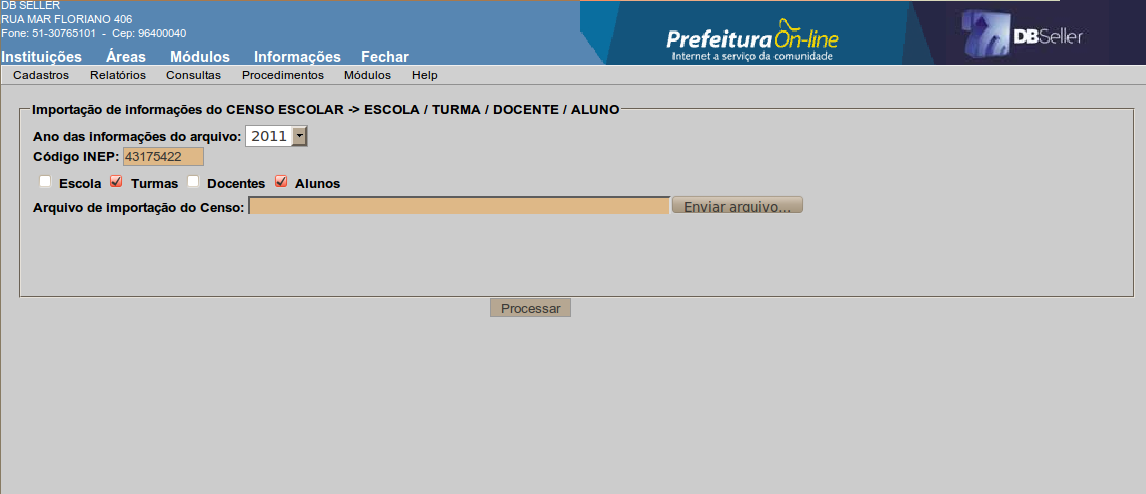 DB SELLER
RUA MAR FLORIANO 406
Fone: 51-30765101 - Cep: 96400040
Prefeitura On-line
Internet a serviço da comunidade
DBSeller
Instituições Áreas Módulos Informações Fechar
Cadastros Relatórios Consultas Procedimentos Módulos Help
Importação de informações do CENSO ESCOLAR -> ESCOLA / TURMA / DOCENTE / ALUNO
Ano das informações do arquivo: 2011
Código INEP: 43175422
Escola Turmas Docentes Alunos
Arquivo de importação do Censo: Enviar arquivo...
Processar